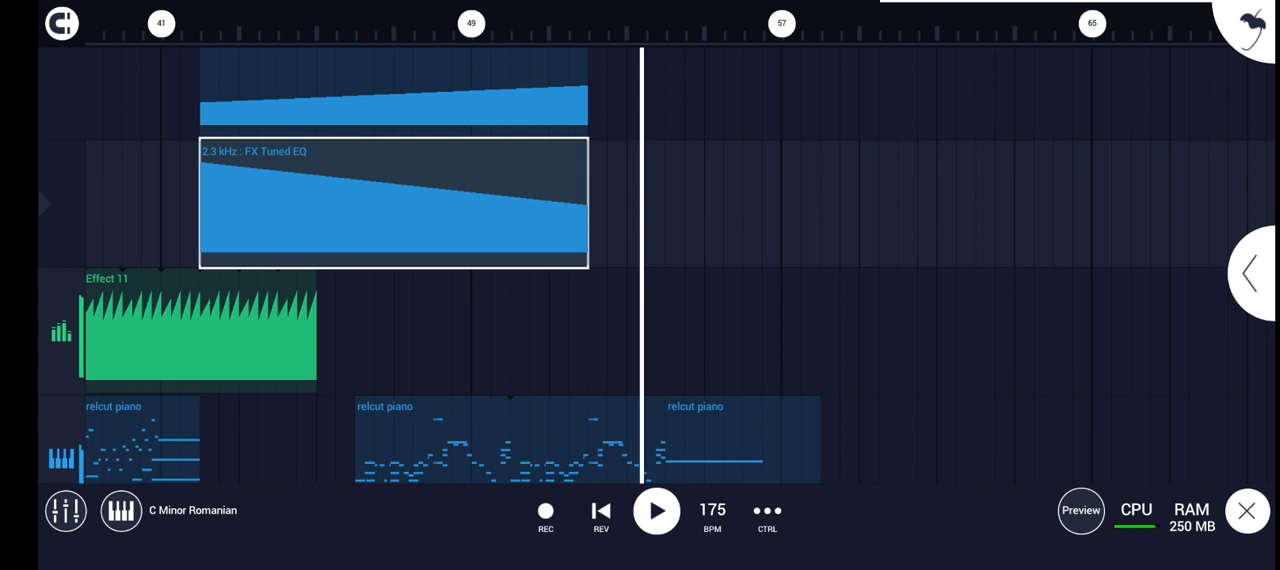 41 49 57 65
2.3 kHz : FX Tuned EQ
Effect 11
relcut piano relcut piano relcut piano
C Minor Romanian
REC REV 175 BPM CTRL
Preview CPU RAM
250 MB